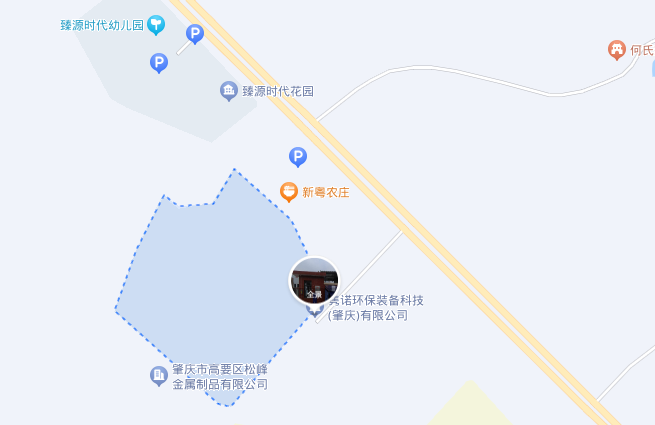 臻源时代幼儿园
P
P
何氏
臻源时代花园
P
新粤农庄
全景
诺环保装备科技
(肇庆)有限公司
肇庆市高要区松峰
金属制品有限公司